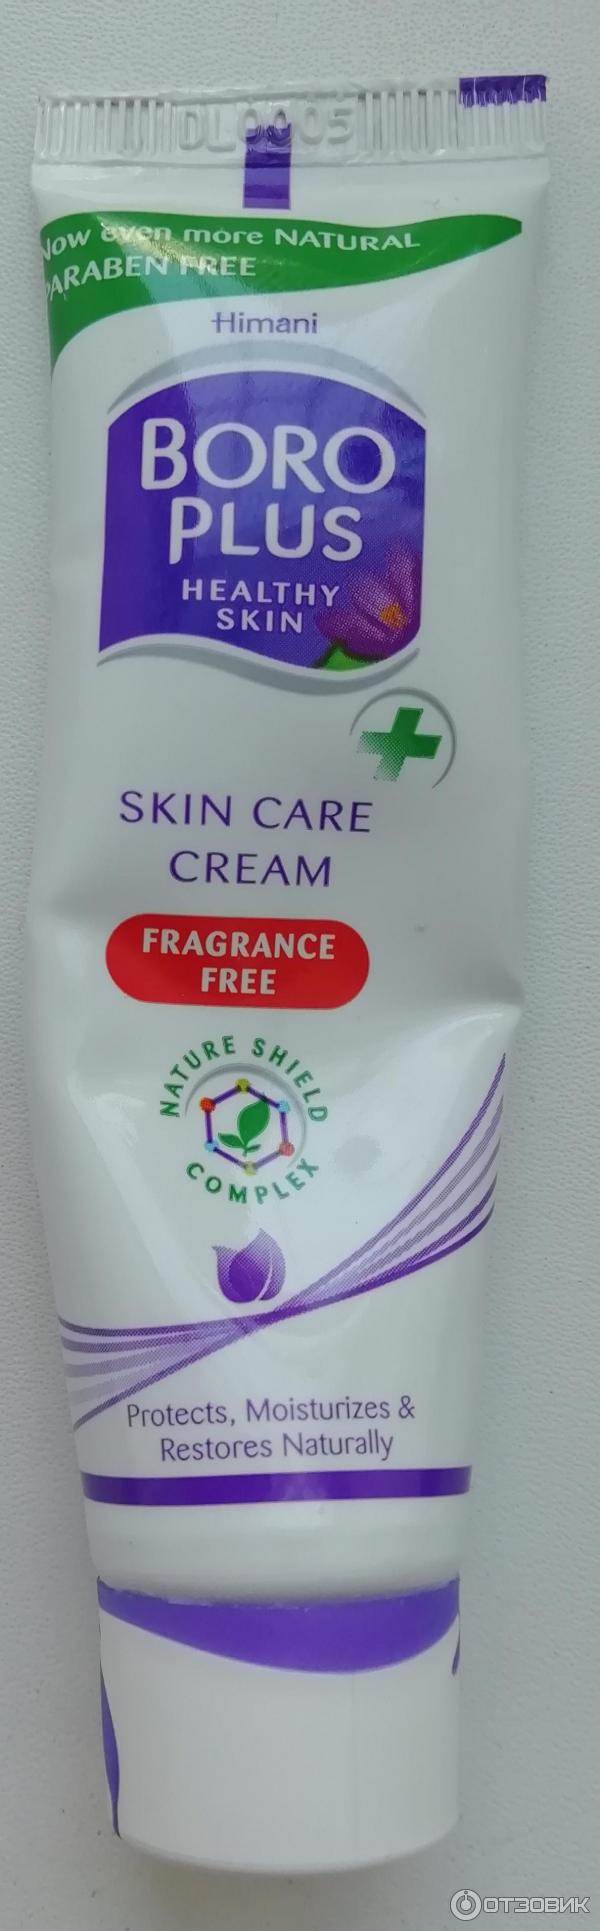 DL0005
Now even more NATURAL
PARABEN FREE
Himani
BORO
PLUS
HEALTHY
SKIN
SKIN CARE
CREAM
FRAGRANCE
FREE
NATURE SHIELD
COMPLEX
Protects, Moisturizes &
Restores Naturally
ОТЗОВИК